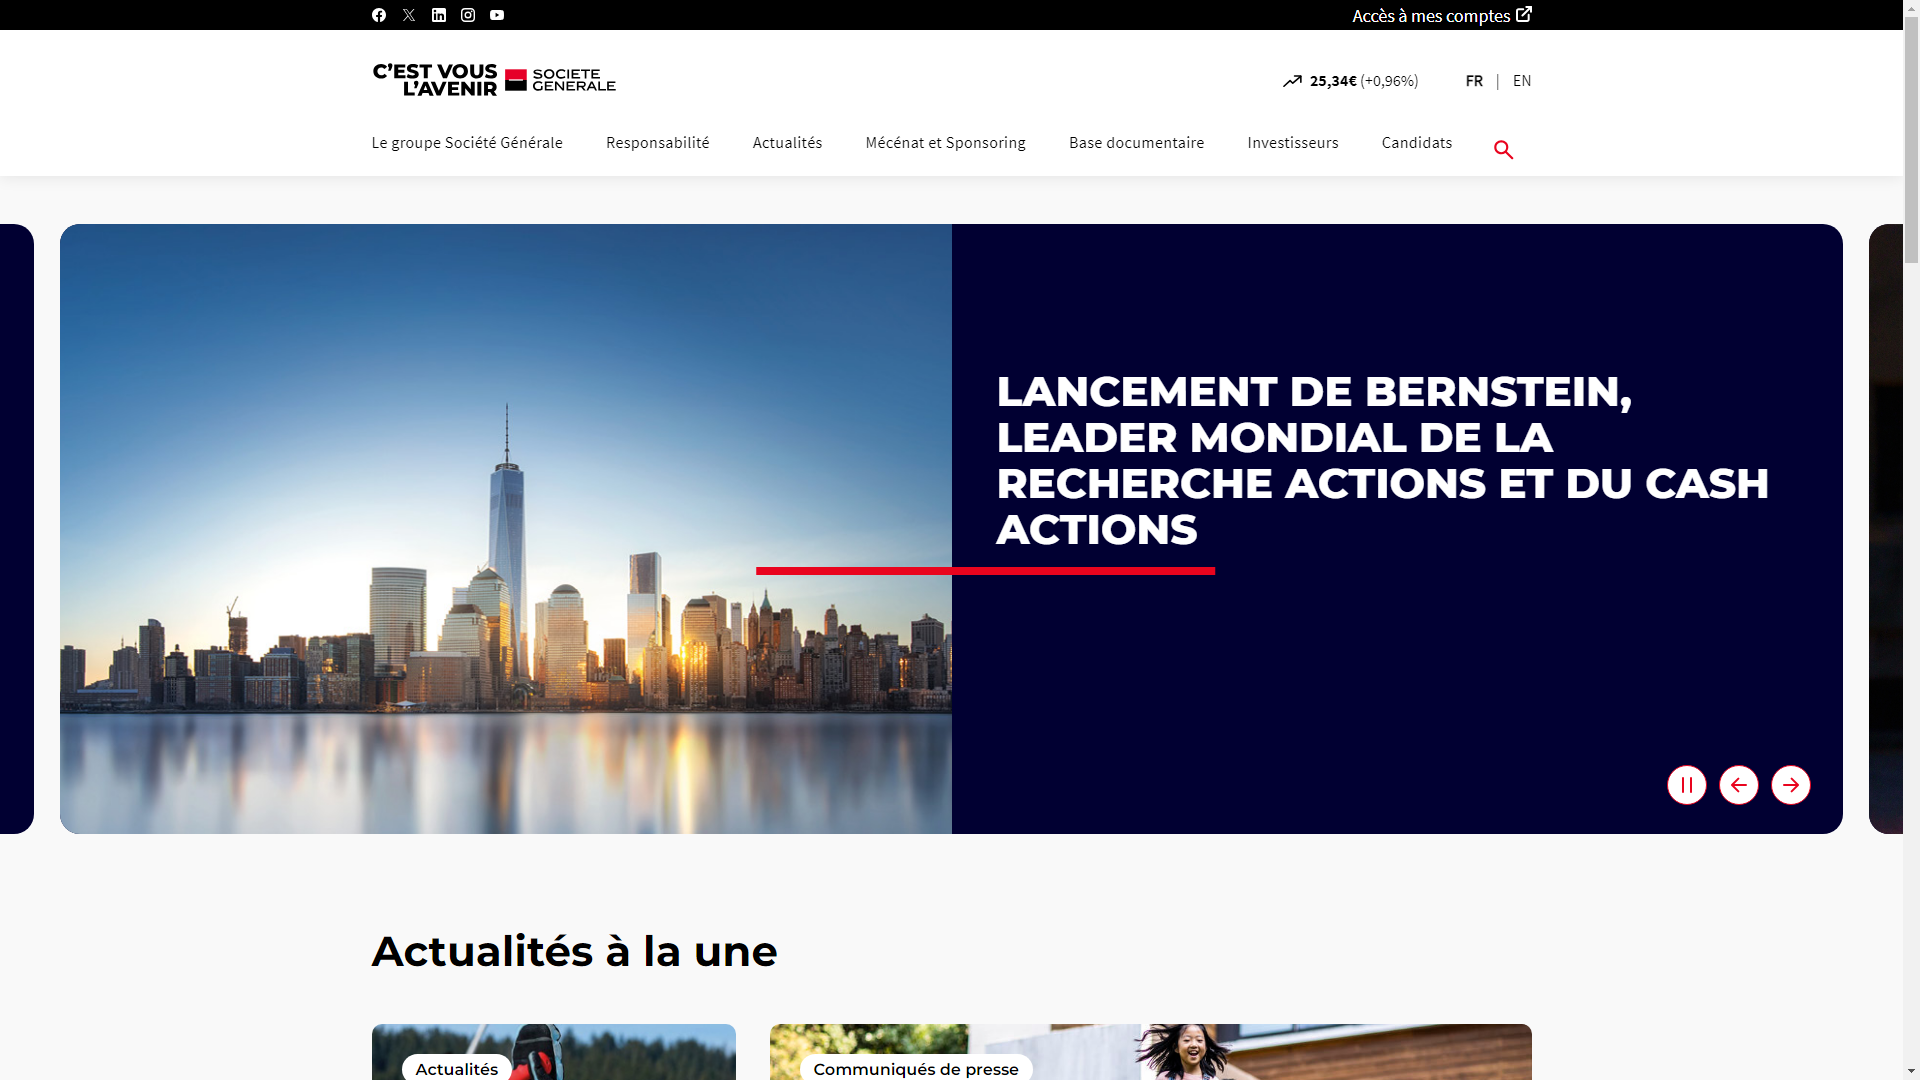 Accès à mes comptes
C'EST VOUS
L'AVENIR
SOCIETE
GENERALE
25,34€ (+0,96%)
FR | EN
Le groupe Société Générale
Responsabilité
Actualités
Mécénat et Sponsoring
Base documentaire
Investisseurs
Candidats
LANCEMENT DE BERNSTEIN,
LEADER MONDIAL DE LA
RECHERCHE ACTIONS ET DU CASH
ACTIONS
Actualités à la une
Actualités
Communiqués de presse